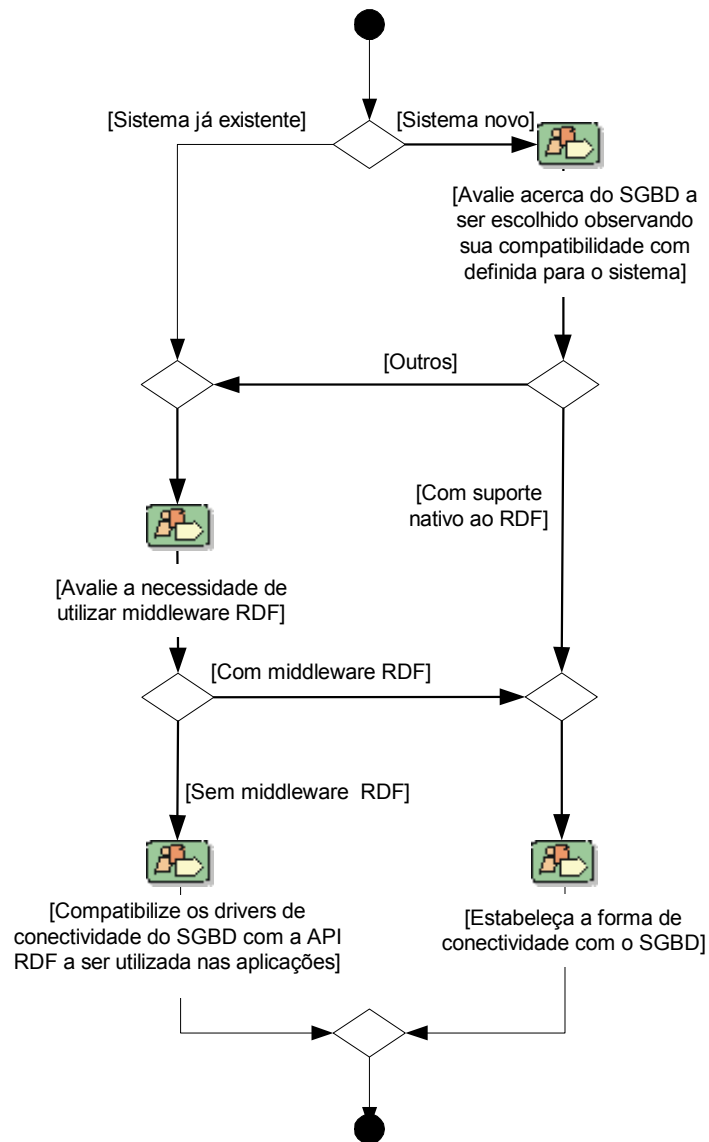 [Sistema já existente]
[Sistema novo]
[Avalie acerca do SGBD a
ser escolhido observando
sua compatibilidade com
definida para o sistema]
[Outros]
[Com suporte
nativo ao RDF]
[Avalie a necessidade de
utilizar middleware RDF]
[Com middleware RDF]
[Sem middleware  RDF]
[Compatibilize os drivers de
conectividade do SGBD com a API
RDF a ser utilizada nas aplicações]
[Estabeleça a forma de
conectividade com o SGBD]